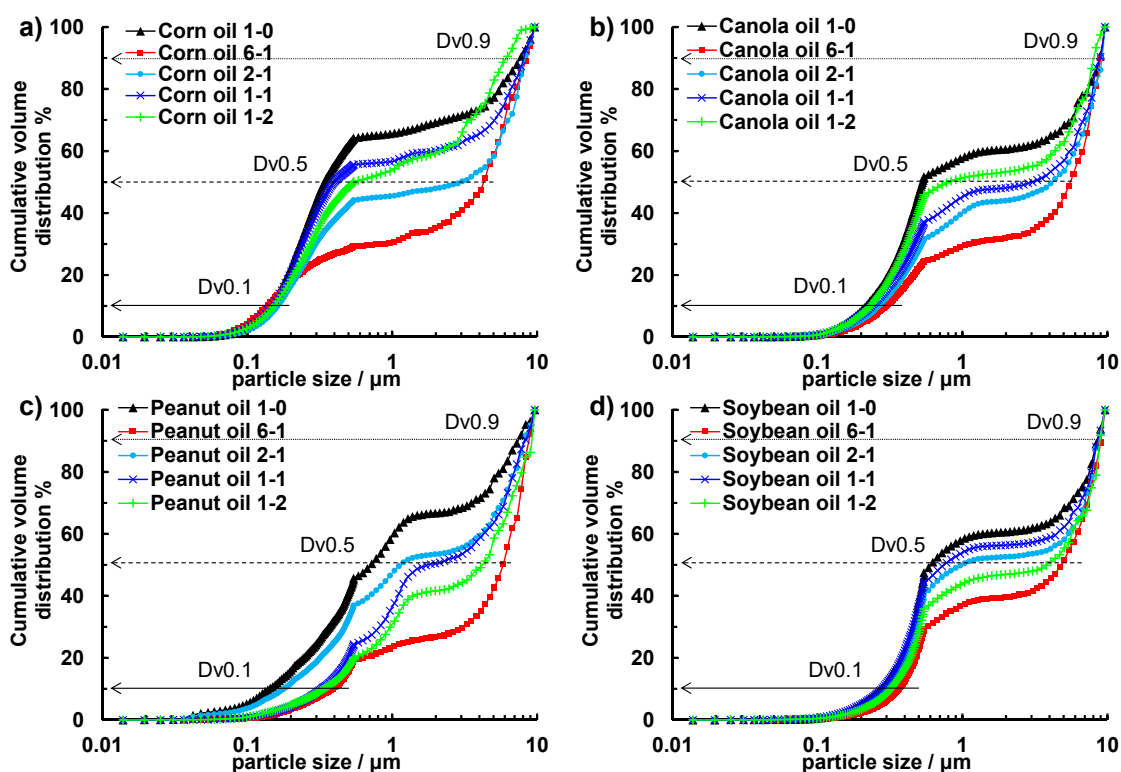 a)
Corn oil 1-0
Corn oil 6-1
Corn oil 2-1
Corn oil 1-1
Corn oil 1-2
Dv0.9
Dv0.5
Dv0.1
100
80
60
40
20
0
0.01
0.1
1
10
Cumulative volume
distribution %
particle size / µm
b)
Canola oil 1-0
Canola oil 6-1
Canola oil 2-1
Canola oil 1-1
Canola oil 1-2
Dv0.9
Dv0.5
Dv0.1
100
80
60
40
20
0
0.01
0.1
1
10
Cumulative volume
distribution %
particle size / µm
c)
Peanut oil 1-0
Peanut oil 6-1
Peanut oil 2-1
Peanut oil 1-1
Peanut oil 1-2
Dv0.9
Dv0.5
Dv0.1
100
80
60
40
20
0
0.01
0.1
1
10
Cumulative volume
distribution %
particle size / µm
d)
Soybean oil 1-0
Soybean oil 6-1
Soybean oil 2-1
Soybean oil 1-1
Soybean oil 1-2
Dv0.9
Dv0.5
Dv0.1
100
80
60
40
20
0
0.01
0.1
1
10
Cumulative volume
distribution %
particle size / µm